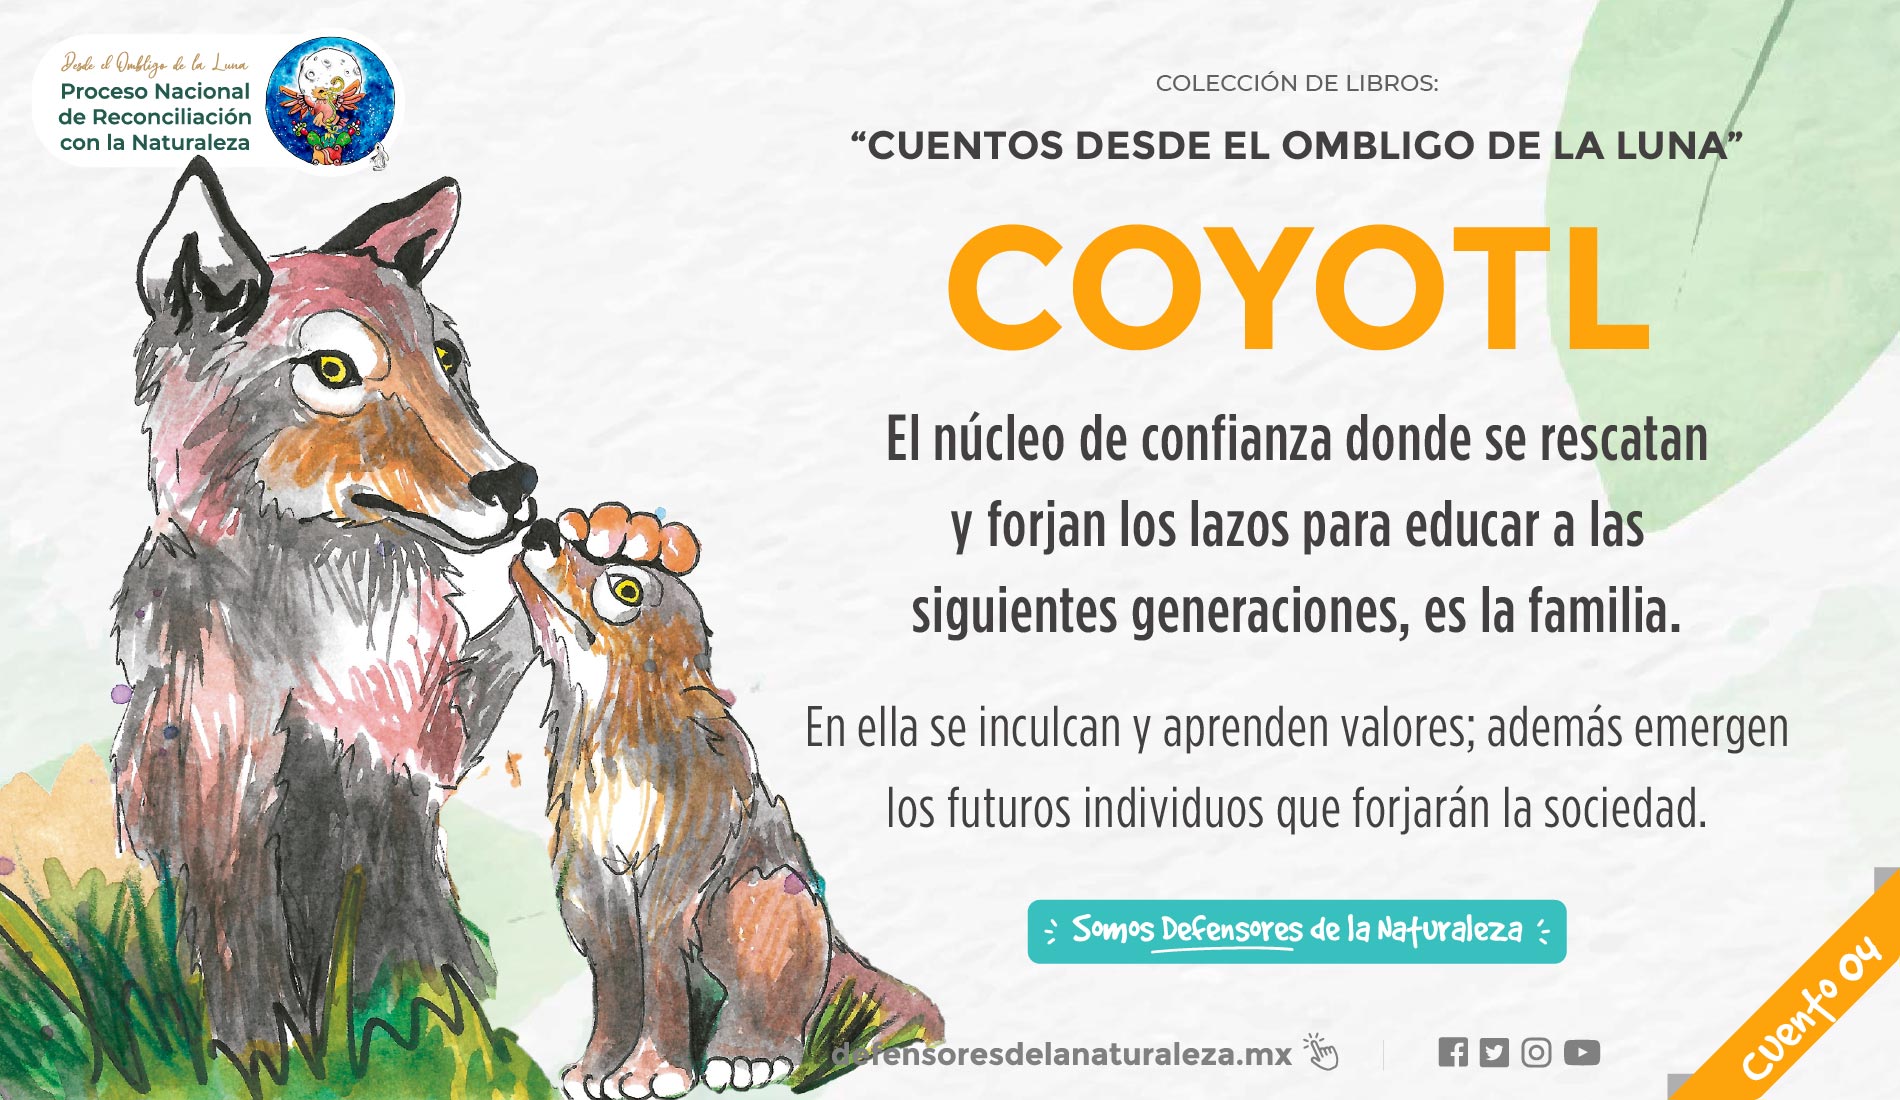 Desde el Ombligo de la Luna
Proceso Nacional
de Reconciliación
con la Naturaleza
COLECCIÓN DE LIBROS:
“CUENTOS DESDE EL OMBLIGO DE LA LUNA”
COYOTL
El núcleo de confianza donde se rescatan
y forjan los lazos para educar a las
siguientes generaciones, es la familia.
En ella se inculcan y aprenden valores; además emergen
los futuros individuos que forjarán la sociedad.
Somos Defensores de la Naturaleza
defensoresdelanaturaleza.mx
Cuento 04